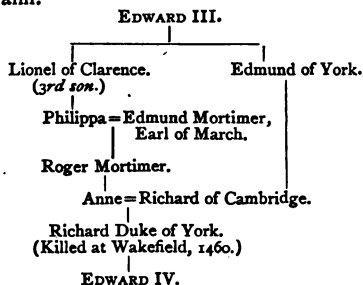 EDWARD III.
Lionel of Clarence. Edmund of York.
(3rd son.)
Philippa=Edmund Mortimer,
Earl of March.
Roger Mortimer.
Anne=Richard of Cambridge.
Richard Duke of York.
(Killed at Wakefield, 1460.)
EDWARD IV.